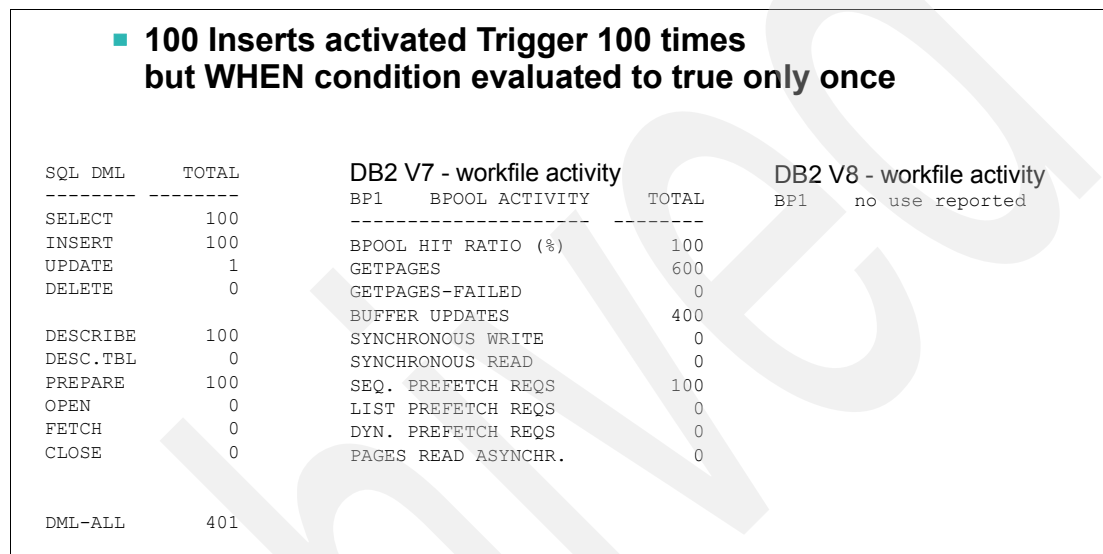 100 Inserts activated Trigger 100 times
but WHEN condition evaluated to true only once
SQL DML TOTAL
-------- --------
SELECT 100
INSERT 100
UPDATE 1
DELETE 0
DESCRIBE 100
DESC.TBL 0
PREPARE 100
OPEN 0
FETCH 0
CLOSE 0
DML-ALL 401
DB2 V7 - workfile activity
BP1 BPOOL ACTIVITY TOTAL
--------------------- --------
BPOOL HIT RATIO (%) 100
GETPAGES 600
GETPAGES-FAILED 0
BUFFER UPDATES 400
SYNCHRONOUS WRITE 0
SYNCHRONOUS READ 0
SEQ. PREFETCH REQS 100
LIST PREFETCH REQS 0
DYN. PREFETCH REQS 0
PAGES READ ASYNCHR. 0
DB2 V8 - workfile activity
BP1 no use reported